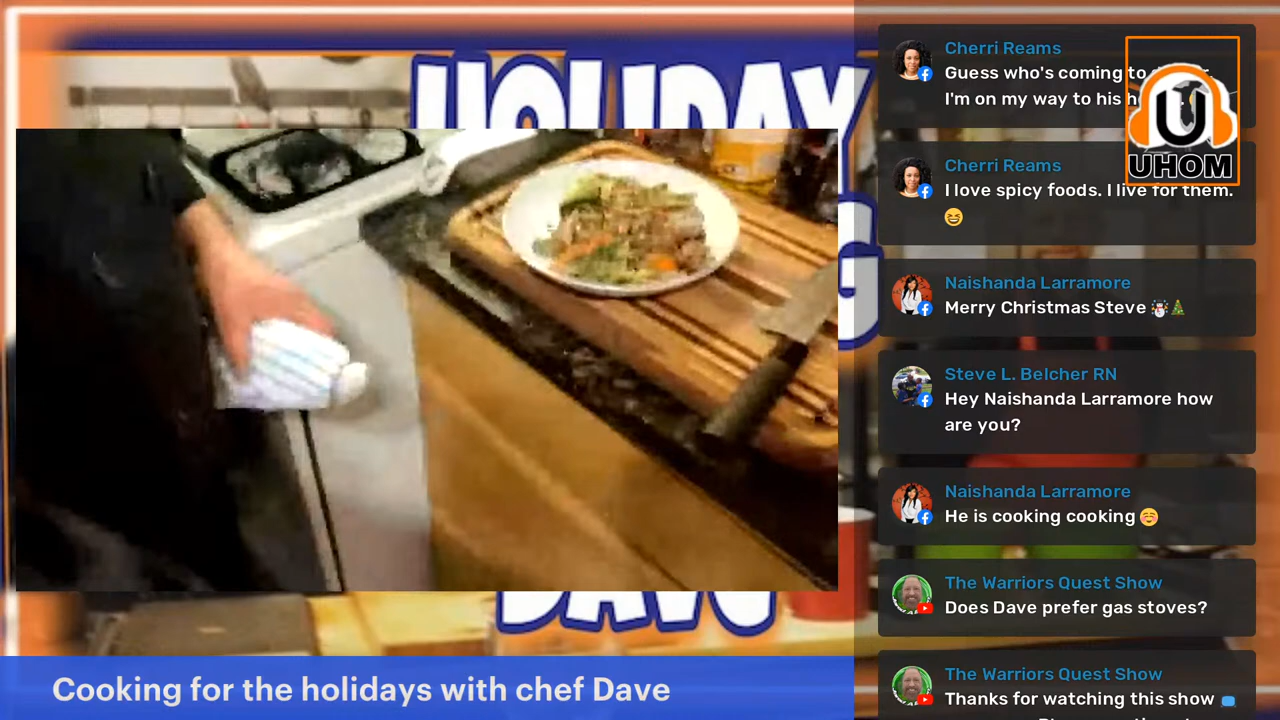 HOLIDAY
G
DAVE
Cooking for the holidays with chef Dave
Cherri Reams
Guess who's coming to
I'm on my way to his
UHOM
Cherri Reams
I love spicy foods. I live for them.
😆
Naishanda Larramore
Merry Christmas Steve ☃️🎄
Steve L. Belcher RN
Hey Naishanda Larramore how
are you?
Naishanda Larramore
He is cooking cooking ☺️
The Warriors Quest Show
Does Dave prefer gas stoves?
The Warriors Quest Show
Thanks for watching this show